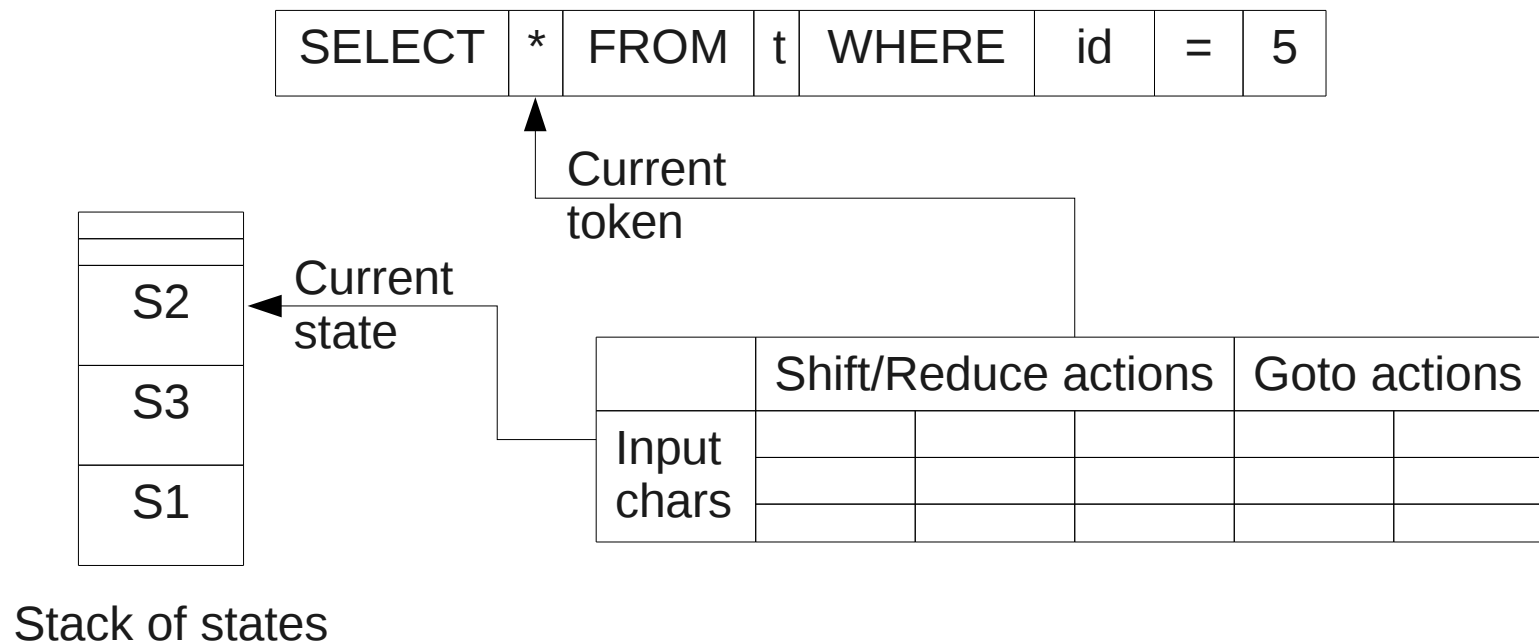 SELECT * FROM t WHERE id = 5
Current
token
Current
state
S2
S3
S1
Stack of states
Shift/Reduce actions Goto actions
Input
chars